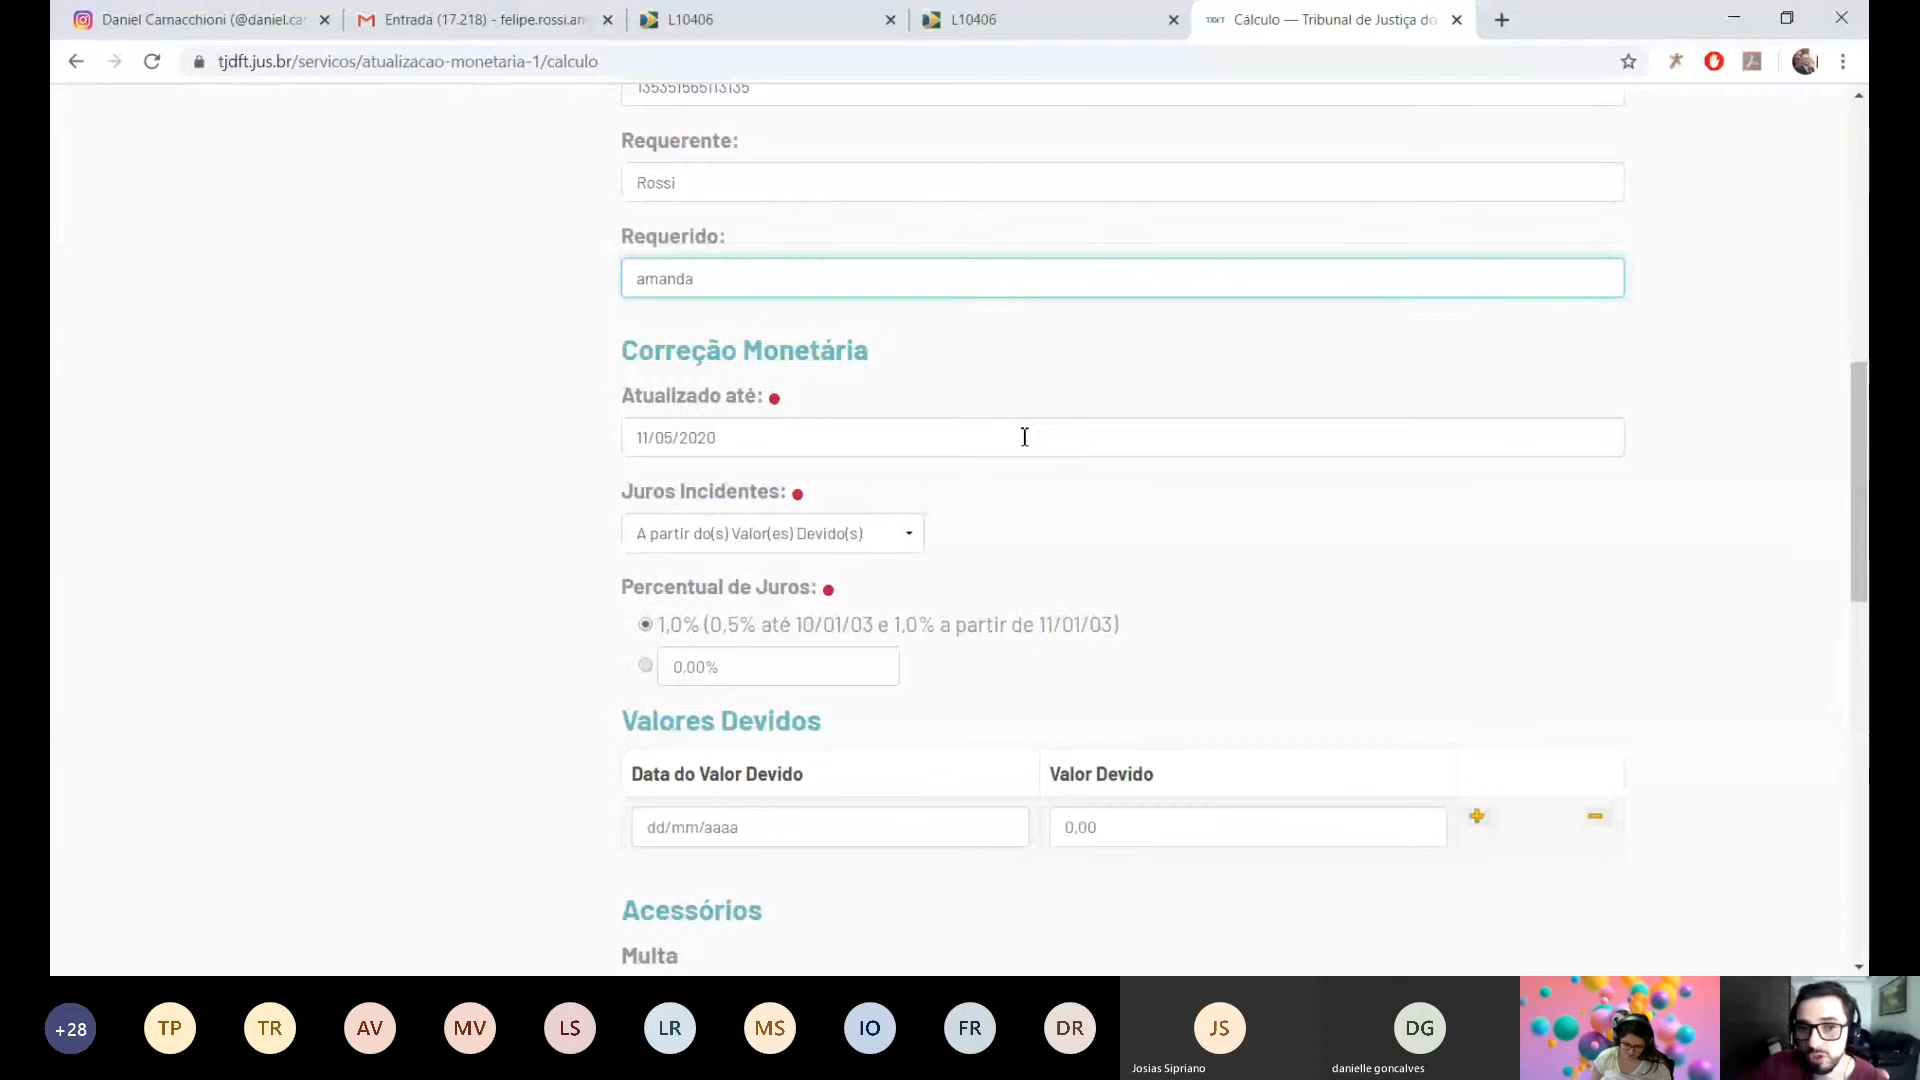 Daniel Carnacchioni (@daniel.ca
Entrada (17.218) - felipe.rossi.an
L10406
L10406
TJDFT Cálculo — Tribunal de Justiça do
tjdft.jus.br/servicos/atualizacao-monetaria-1/calculo
135351565113135
Requerente:
Rossi
Requerido:
amanda
Correção Monetária
Atualizado até:
11/05/2020
Juros Incidentes:
A partir do(s) Valor(es) Devido(s)
Percentual de Juros:
1,0% (0,5% até 10/01/03 e 1,0% a partir de 11/01/03)
0,00%
Valores Devidos
Data do Valor Devido
Valor Devido
dd/mm/aaaa
0,00
Acessórios
Multa
+28
TP
TR
AV
MV
LS
LR
MS
IO
FR
DR
JS
DG
Josias Sipriano
danielle goncalves